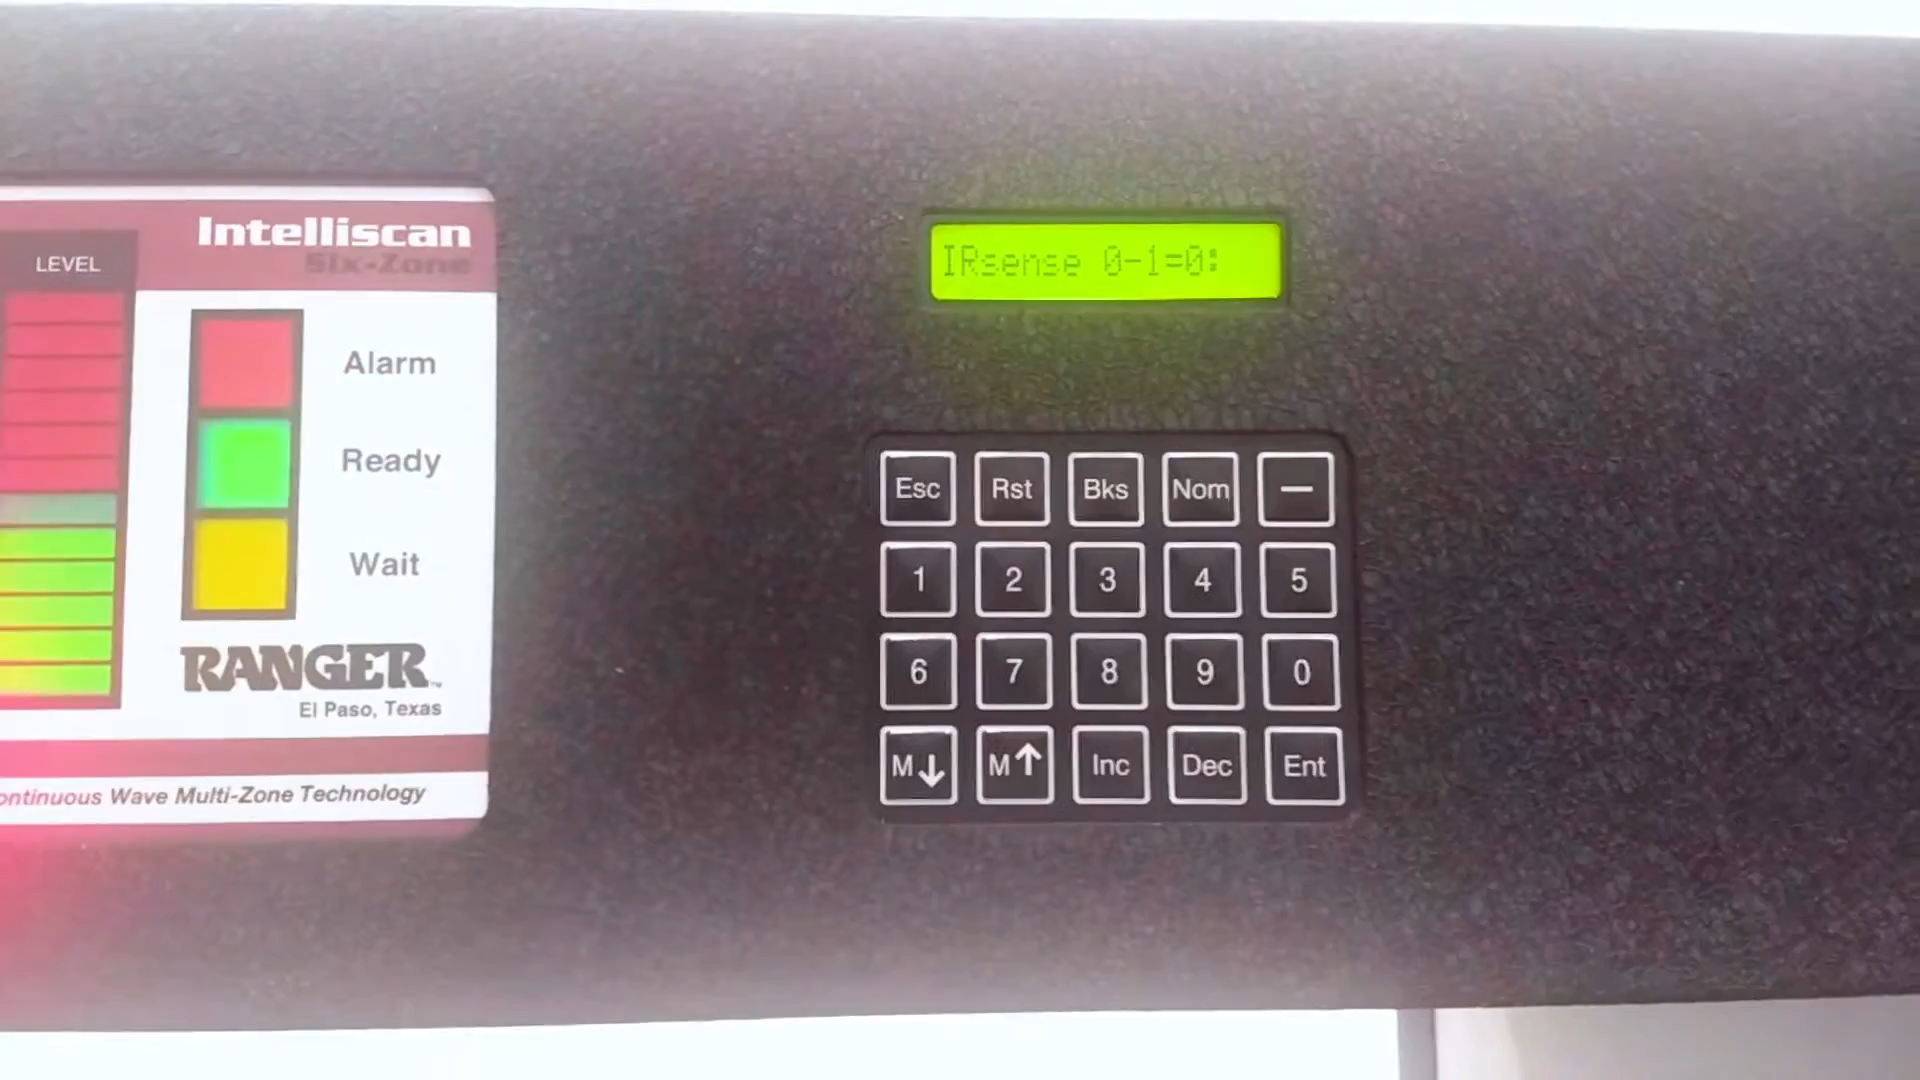 LEVEL
Intelliscan
Six-Zone
Alarm
Ready
Wait
RANGER™
El Paso, Texas
ontinuous Wave Multi-Zone Technology
IRsense 0-1=0:
Esc Rst Bks Nom —
1 2 3 4 5
6 7 8 9 0
M↓ M↑ Inc Dec Ent